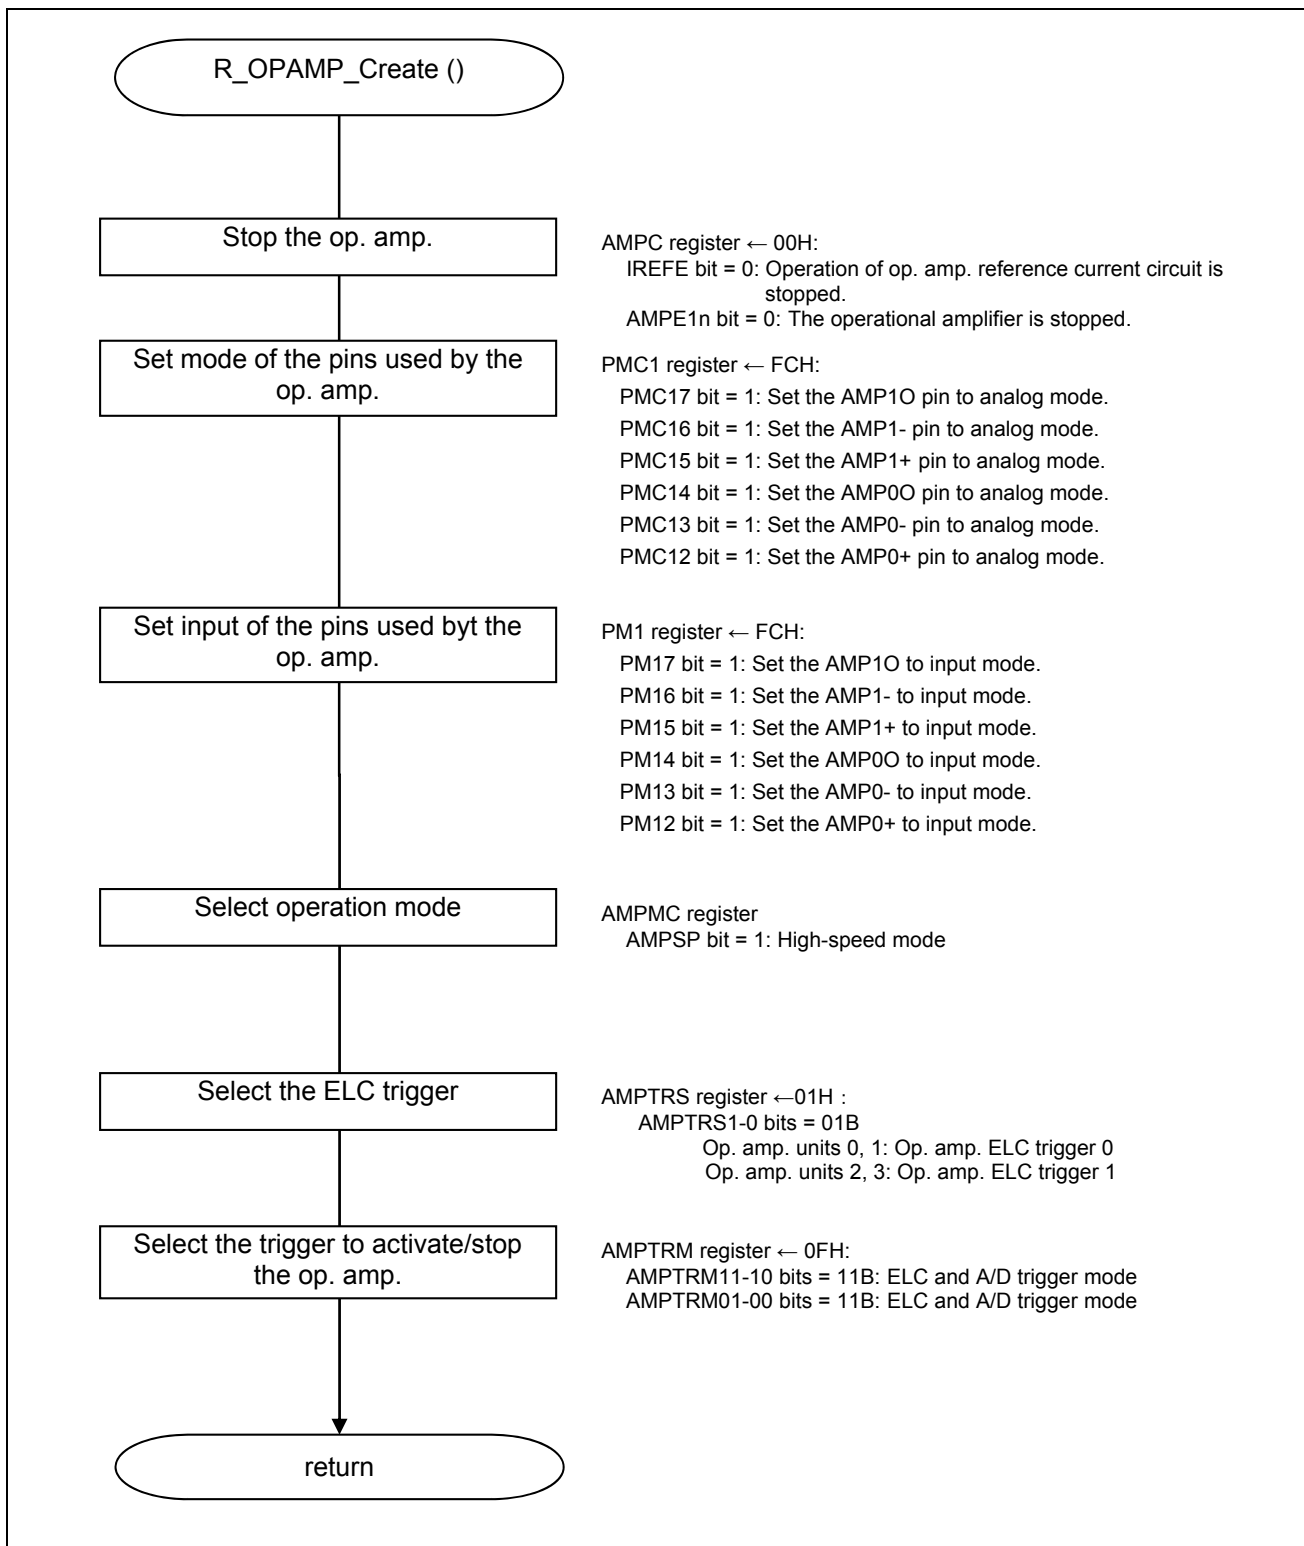 R_OPAMP_Create ()
Stop the op. amp.
AMPC register ← 00H:
IREFE bit = 0: Operation of op. amp. reference current circuit is
stopped.
AMPE1n bit = 0: The operational amplifier is stopped.
Set mode of the pins used by the
op. amp.
PMC1 register ← FCH:
PMC17 bit = 1: Set the AMP1O pin to analog mode.
PMC16 bit = 1: Set the AMP1- pin to analog mode.
PMC15 bit = 1: Set the AMP1+ pin to analog mode.
PMC14 bit = 1: Set the AMP0O pin to analog mode.
PMC13 bit = 1: Set the AMP0- pin to analog mode.
PMC12 bit = 1: Set the AMP0+ pin to analog mode.
Set input of the pins used byt the
op. amp.
PM1 register ← FCH:
PM17 bit = 1: Set the AMP1O to input mode.
PM16 bit = 1: Set the AMP1- to input mode.
PM15 bit = 1: Set the AMP1+ to input mode.
PM14 bit = 1: Set the AMP0O to input mode.
PM13 bit = 1: Set the AMP0- to input mode.
PM12 bit = 1: Set the AMP0+ to input mode.
Select operation mode
AMPMC register
AMPSP bit = 1: High-speed mode
Select the ELC trigger
AMPTRS register ←01H :
AMPTRS1-0 bits = 01B
Op. amp. units 0, 1: Op. amp. ELC trigger 0
Op. amp. units 2, 3: Op. amp. ELC trigger 1
Select the trigger to activate/stop
the op. amp.
AMPTRM register ← 0FH:
AMPTRM11-10 bits = 11B: ELC and A/D trigger mode
AMPTRM01-00 bits = 11B: ELC and A/D trigger mode
return